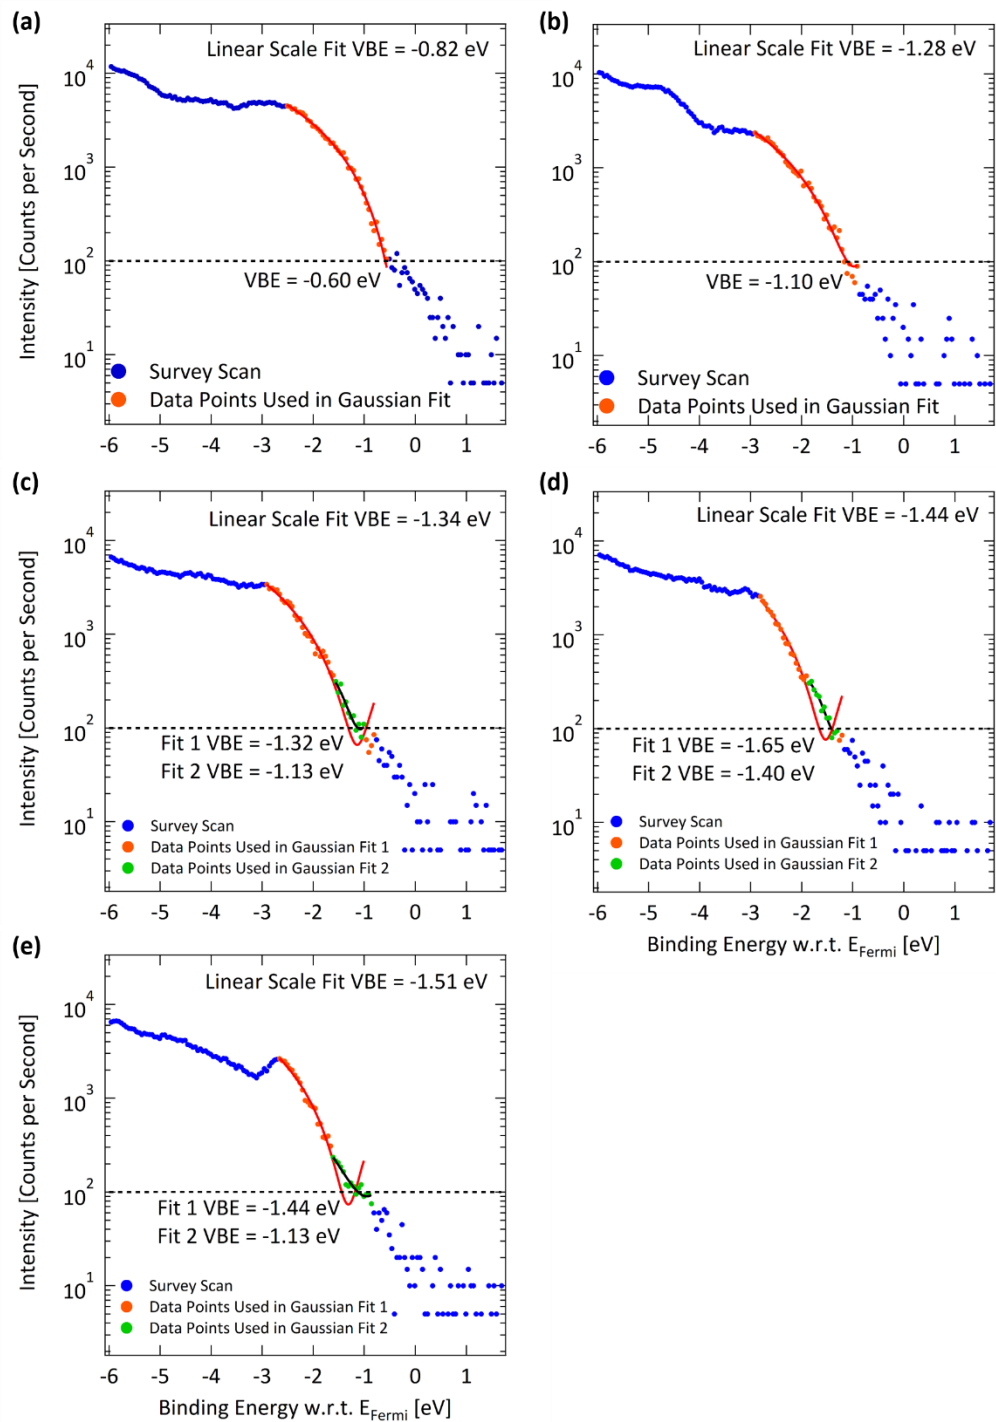 (a)
Linear Scale Fit VBE = -0.82 eV
10^4
10^3
10^2
10^1
Intensity [Counts per Second]
VBE = -0.60 eV
Survey Scan
Data Points Used in Gaussian Fit
-6 -5 -4 -3 -2 -1 0 1
(b)
Linear Scale Fit VBE = -1.28 eV
10^4
10^3
10^2
10^1
Intensity [Counts per Second]
VBE = -1.10 eV
Survey Scan
Data Points Used in Gaussian Fit
-6 -5 -4 -3 -2 -1 0 1
(c)
Linear Scale Fit VBE = -1.34 eV
10^4
10^3
10^2
10^1
Intensity [Counts per Second]
Fit 1 VBE = -1.32 eV
Fit 2 VBE = -1.13 eV
Survey Scan
Data Points Used in Gaussian Fit 1
Data Points Used in Gaussian Fit 2
-6 -5 -4 -3 -2 -1 0 1
(d)
Linear Scale Fit VBE = -1.44 eV
10^4
10^3
10^2
10^1
Intensity [Counts per Second]
Fit 1 VBE = -1.65 eV
Fit 2 VBE = -1.40 eV
Survey Scan
Data Points Used in Gaussian Fit 1
Data Points Used in Gaussian Fit 2
-6 -5 -4 -3 -2 -1 0 1
Binding Energy w.r.t. E_Fermi [eV]
(e)
Linear Scale Fit VBE = -1.51 eV
10^4
10^3
10^2
10^1
Intensity [Counts per Second]
Fit 1 VBE = -1.44 eV
Fit 2 VBE = -1.13 eV
Survey Scan
Data Points Used in Gaussian Fit 1
Data Points Used in Gaussian Fit 2
-6 -5 -4 -3 -2 -1 0 1
Binding Energy w.r.t. E_Fermi [eV]